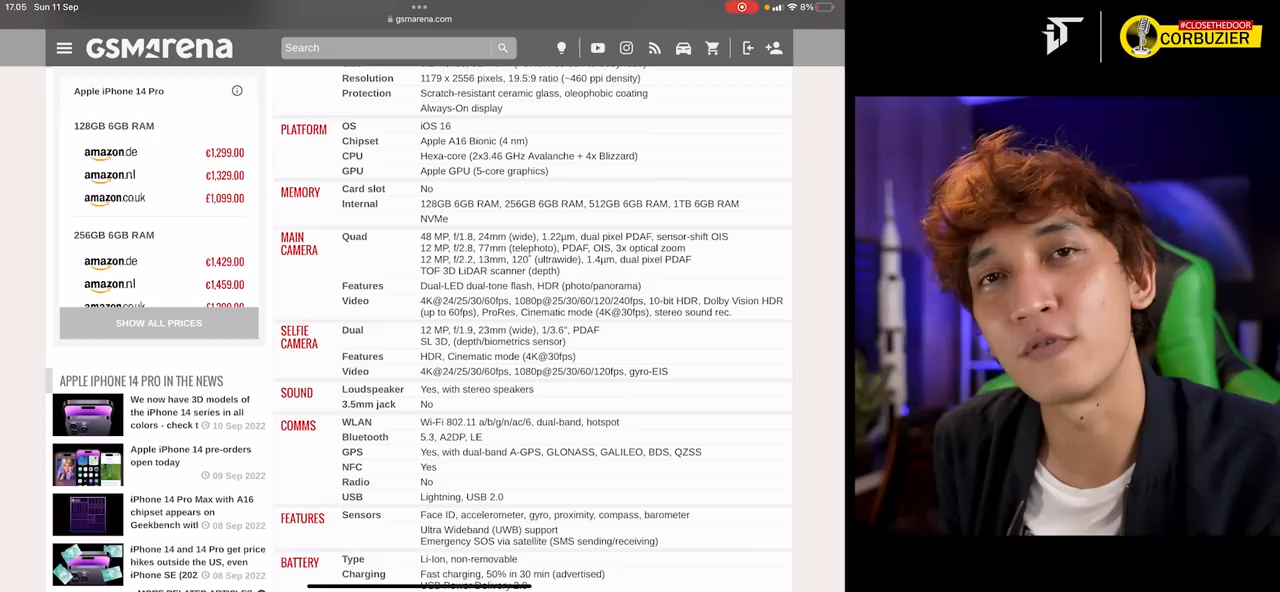 17.05 Sun 11 Sep
gsmarena.com
8%
GSMArena
Search
#CLOSETHEDOOR
CORBUZIER
Apple iPhone 14 Pro
128GB 6GB RAM
amazon.de €1,299.00
amazon.nl €1,329.00
amazon.co.uk £1,099.00
256GB 6GB RAM
amazon.de €1,429.00
amazon.nl €1,459.00
SHOW ALL PRICES
APPLE IPHONE 14 PRO IN THE NEWS
We now have 3D models of
the iPhone 14 series in all
colors - check t 10 Sep 2022
Apple iPhone 14 pre-orders
open today
09 Sep 2022
iPhone 14 Pro Max with A16
chipset appears on
Geekbench witl 08 Sep 2022
iPhone 14 and 14 Pro get price
hikes outside the US, even
iPhone SE (202 08 Sep 2022
Resolution 1179 x 2556 pixels, 19.5:9 ratio (~460 ppi density)
Protection Scratch-resistant ceramic glass, oleophobic coating
Always-On display
PLATFORM OS iOS 16
Chipset Apple A16 Bionic (4 nm)
CPU Hexa-core (2x3.46 GHz Avalanche + 4x Blizzard)
GPU Apple GPU (5-core graphics)
MEMORY Card slot No
Internal 128GB 6GB RAM, 256GB 6GB RAM, 512GB 6GB RAM, 1TB 6GB RAM
NVMe
MAIN CAMERA Quad 48 MP, f/1.8, 24mm (wide), 1.22µm, dual pixel PDAF, sensor-shift OIS
12 MP, f/2.8, 77mm (telephoto), PDAF, OIS, 3x optical zoom
12 MP, f/2.2, 13mm, 120˚ (ultrawide), 1.4µm, dual pixel PDAF
TOF 3D LiDAR scanner (depth)
Features Dual-LED dual-tone flash, HDR (photo/panorama)
Video 4K@24/25/30/60fps, 1080p@25/30/60/120/240fps, 10-bit HDR, Dolby Vision HDR
(up to 60fps), ProRes, Cinematic mode (4K@30fps), stereo sound rec.
SELFIE CAMERA Dual 12 MP, f/1.9, 23mm (wide), 1/3.6", PDAF
SL 3D, (depth/biometrics sensor)
Features HDR, Cinematic mode (4K@30fps)
Video 4K@24/25/30/60fps, 1080p@25/30/60/120fps, gyro-EIS
SOUND Loudspeaker Yes, with stereo speakers
3.5mm jack No
COMMS WLAN Wi-Fi 802.11 a/b/g/n/ac/6, dual-band, hotspot
Bluetooth 5.3, A2DP, LE
GPS Yes, with dual-band A-GPS, GLONASS, GALILEO, BDS, QZSS
NFC Yes
Radio No
USB Lightning, USB 2.0
FEATURES Sensors Face ID, accelerometer, gyro, proximity, compass, barometer
Ultra Wideband (UWB) support
Emergency SOS via satellite (SMS sending/receiving)
BATTERY Type Li-Ion, non-removable
Charging Fast charging, 50% in 30 min (advertised)